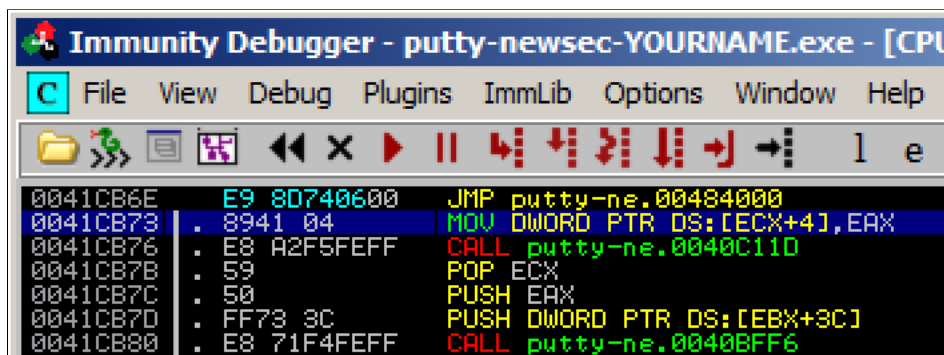 Immunity Debugger - putty-newsec-YOURNAME.exe - [CPU
C File View Debug Plugins ImmLib Options Window Help
l e
0041CB6E E9 8D740600 JMP putty-ne.00484000
0041CB73 . 8941 04 MOV DWORD PTR DS:[ECX+4],EAX
0041CB76 . E8 A2F5FEFF CALL putty-ne.0040C11D
0041CB7B . 59 POP ECX
0041CB7C . 50 PUSH EAX
0041CB7D . FF73 3C PUSH DWORD PTR DS:[EBX+3C]
0041CB80 . E8 71F4FEFF CALL putty-ne.0040BFF6